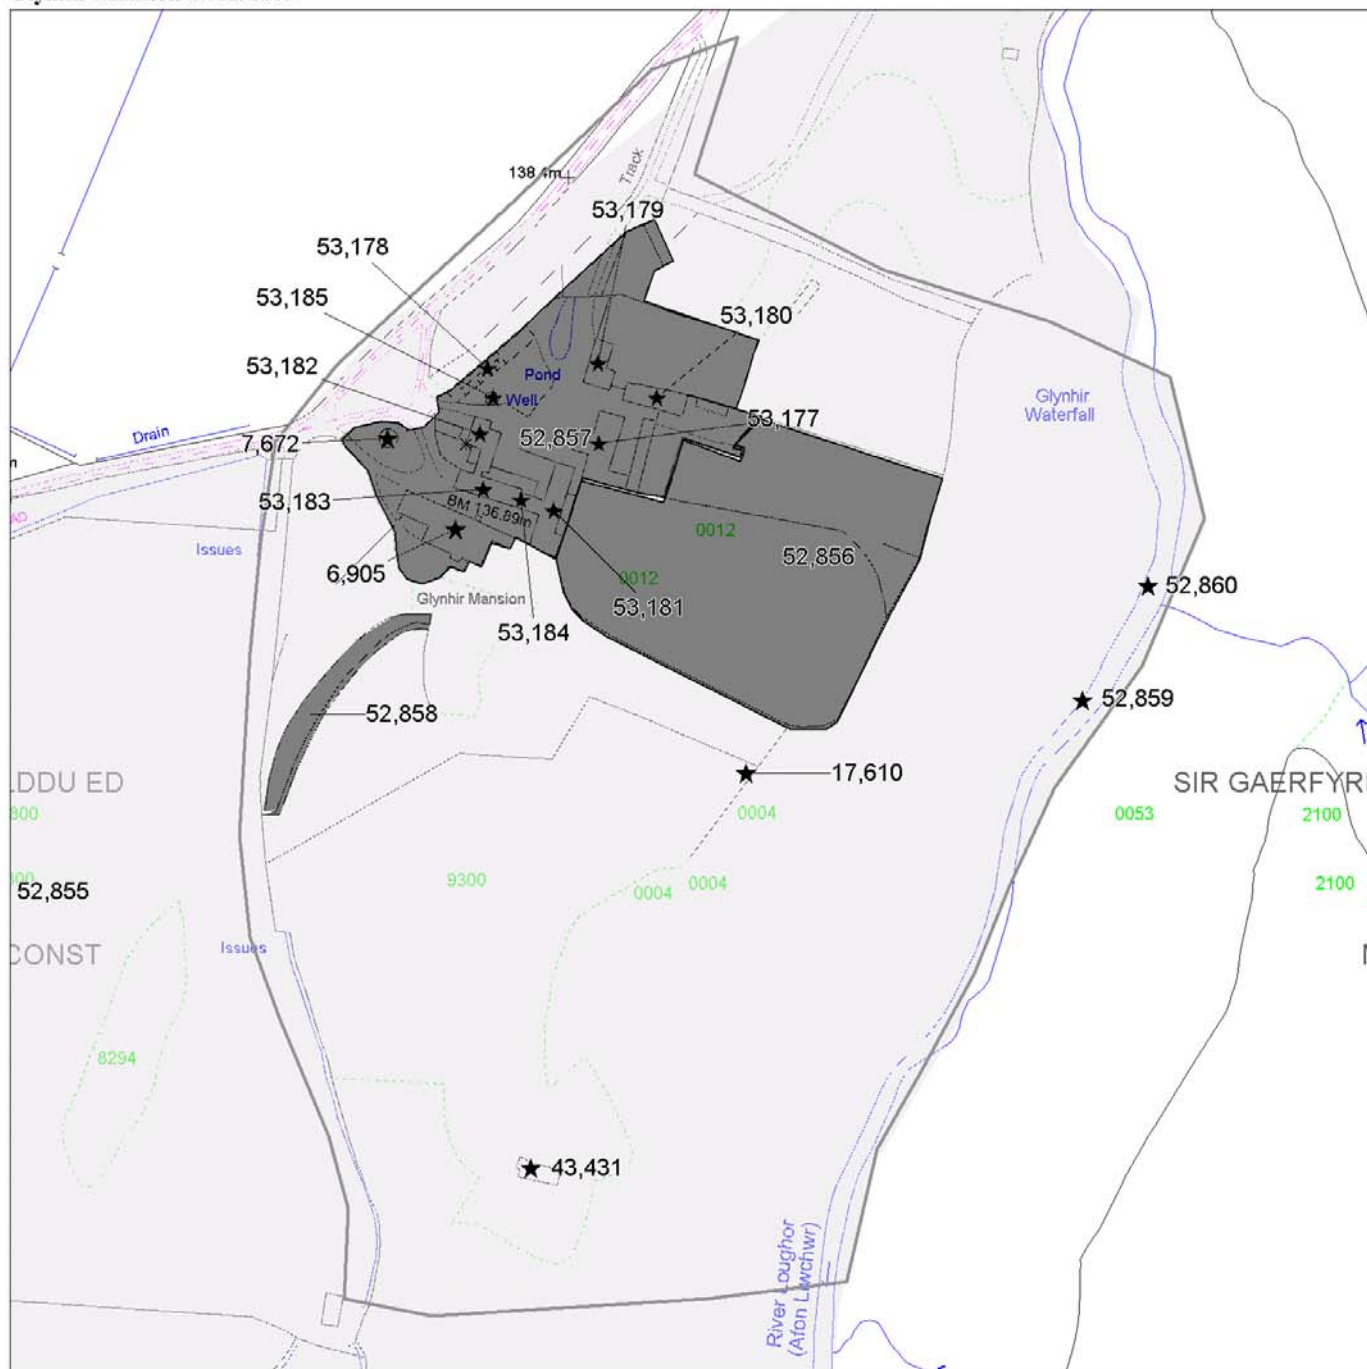 138.4m
Track
53,179
53,178
53,185
53,180
53,182
Pond
Well
Glynhir
Waterfall
Drain
7,672
52,857
53,177
53,183
BM 136.89m
0012
52,856
Issues
6,905
0012
52,860
Glynhir Mansion
53,181
53,184
52,858
52,859
17,610
LDDU ED
SIR GAERFYR
0004
0053
2100
9300
0004
0004
2100
52,855
Issues
CONST
8294
43,431
River Loughor
(Afon Llwchwr)